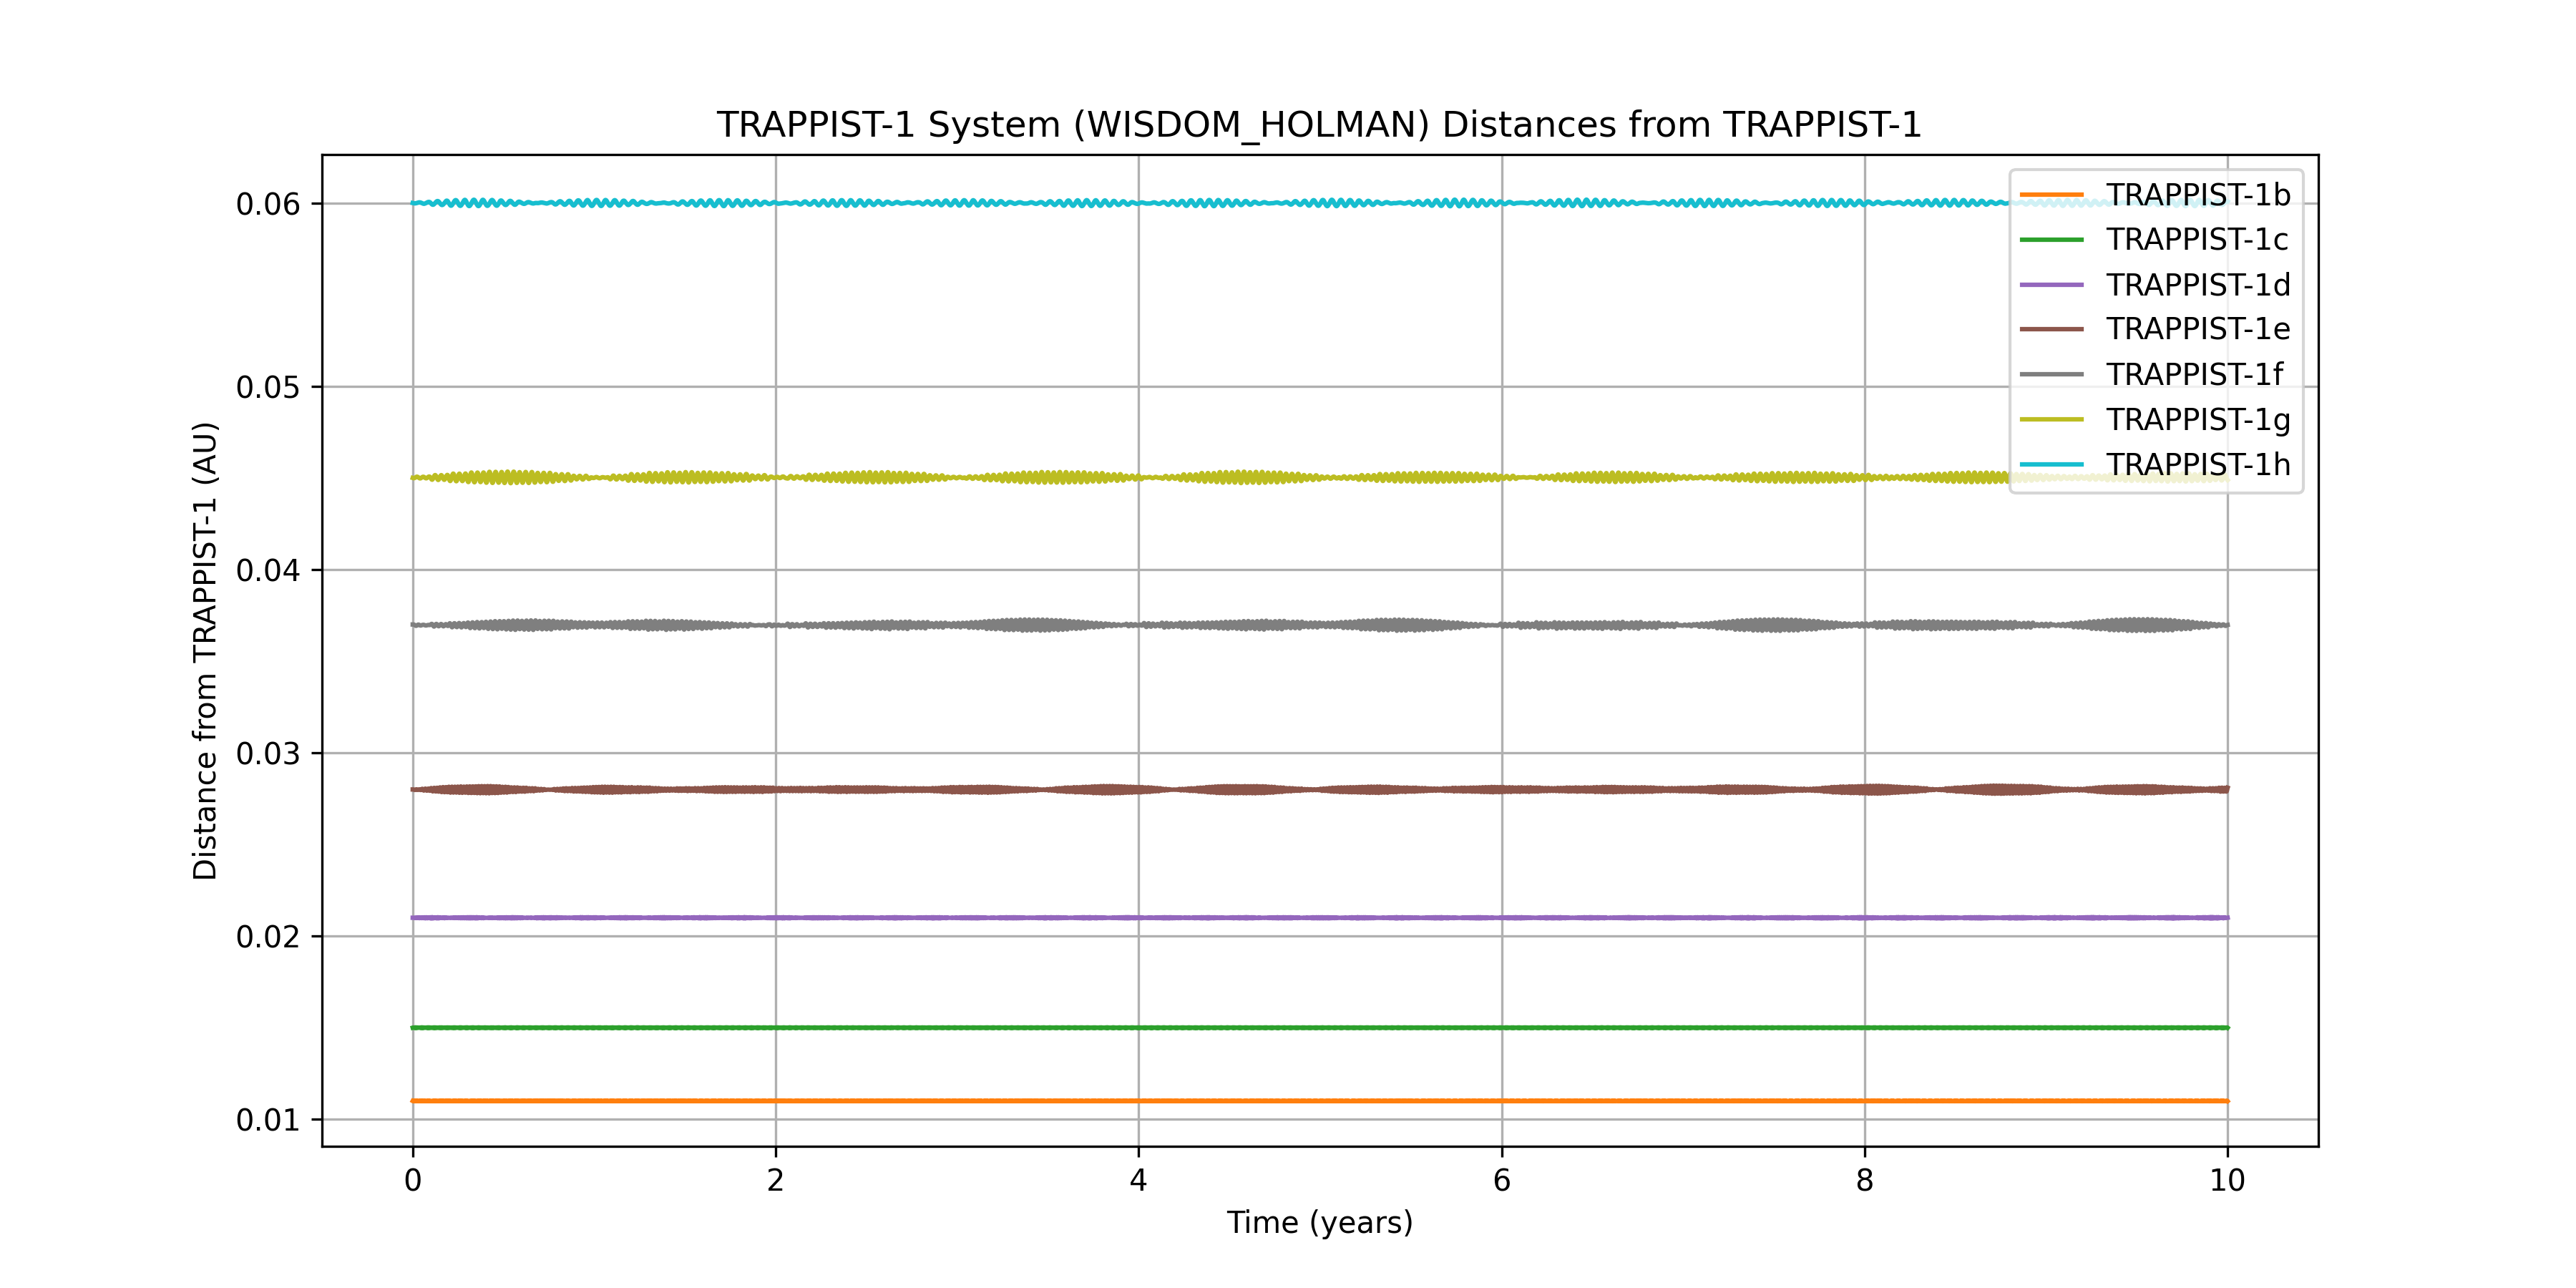 TRAPPIST-1 System (WISDOM_HOLMAN) Distances from TRAPPIST-1
Distance from TRAPPIST-1 (AU)
0.06
0.05
0.04
0.03
0.02
0.01
TRAPPIST-1b
TRAPPIST-1c
TRAPPIST-1d
TRAPPIST-1e
TRAPPIST-1f
TRAPPIST-1g
TRAPPIST-1h
0 2 4 6 8 10
Time (years)